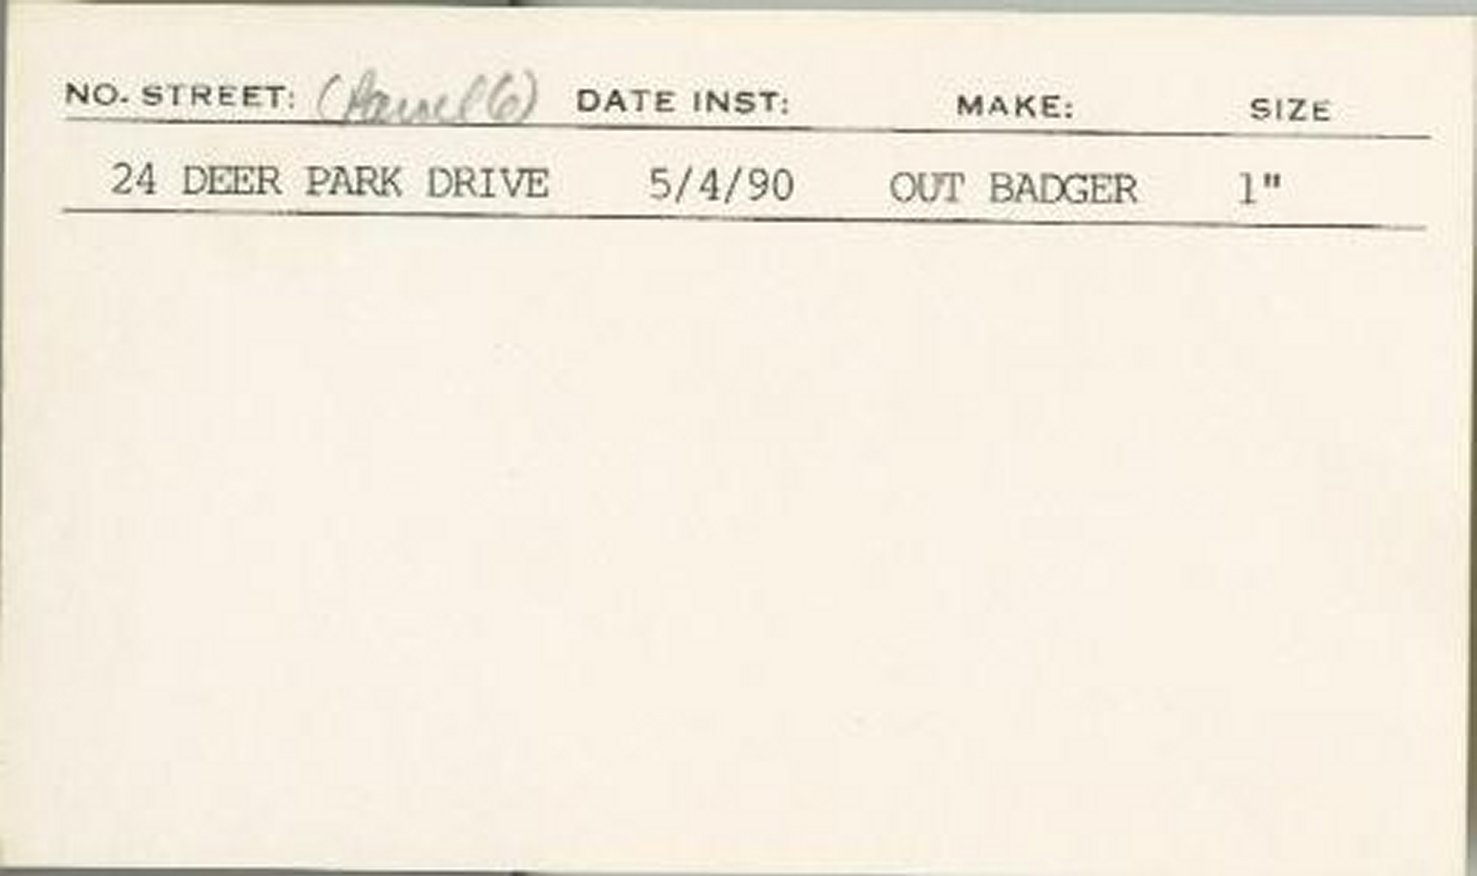 NO. STREET: (Parcel 6) DATE INST: MAKE: SIZE
24 DEER PARK DRIVE 5/4/90 OUT BADGER 1"